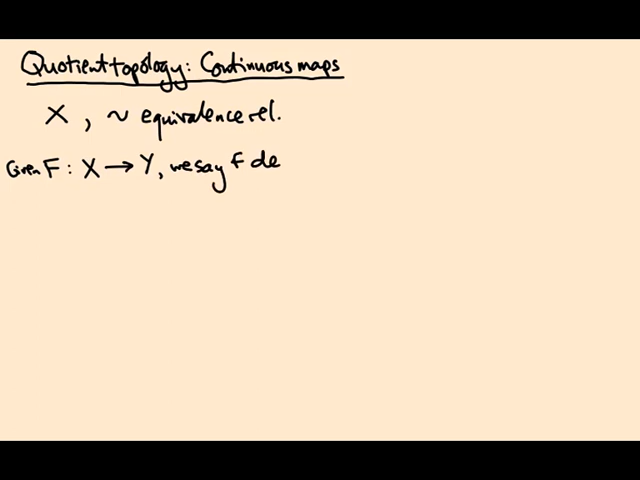 Quotient topology: Continuous maps
X, ~ equivalence rel.
Given F: X → Y, we say F de